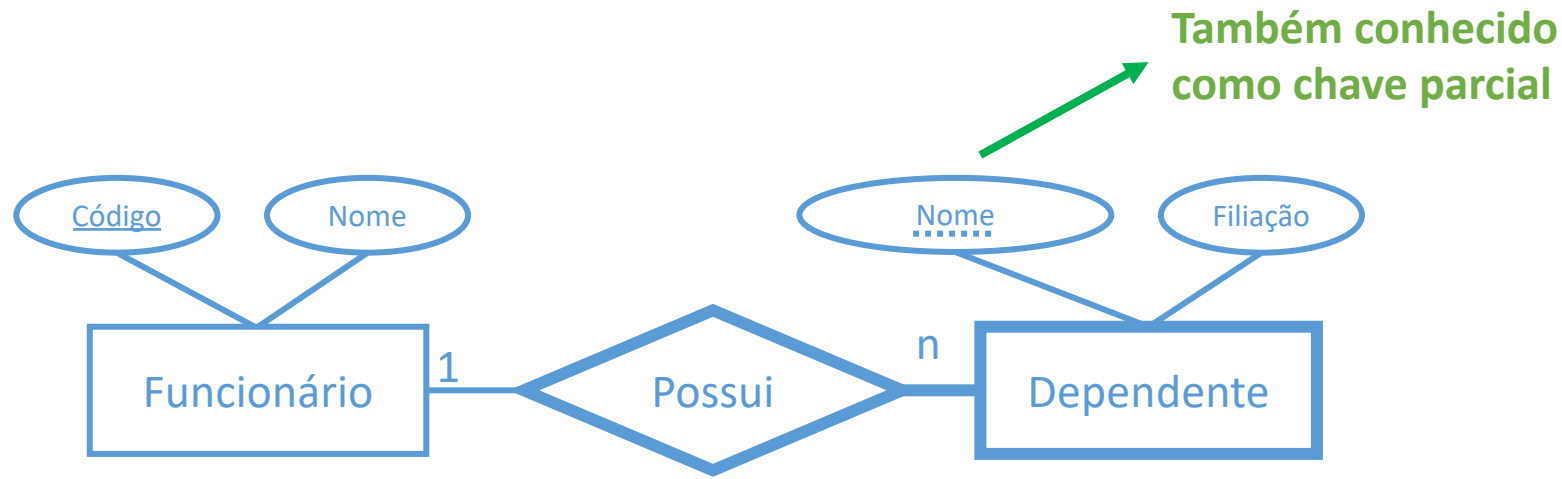 Também conhecido
como chave parcial
Código
Nome
Nome
Filiação
Funcionário
1
Possui
n
Dependente